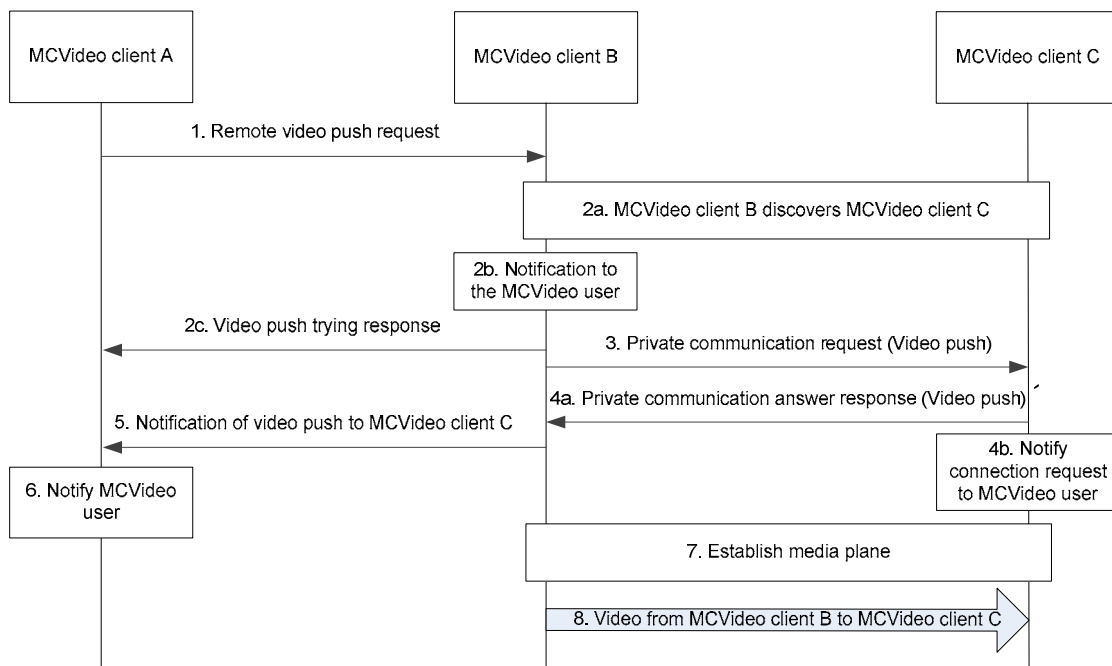 MCVideo client A
MCVideo client B
MCVideo client C
1. Remote video push request
2a. MCVideo client B discovers MCVideo client C
2b. Notification to
the MCVideo user
2c. Video push trying response
3. Private communication request (Video push)
4a. Private communication answer response (Video push)
5. Notification of video push to MCVideo client C
4b. Notify
connection request
to MCVideo user
6. Notify MCVideo
user
7. Establish media plane
8. Video from MCVideo client B to MCVideo client C